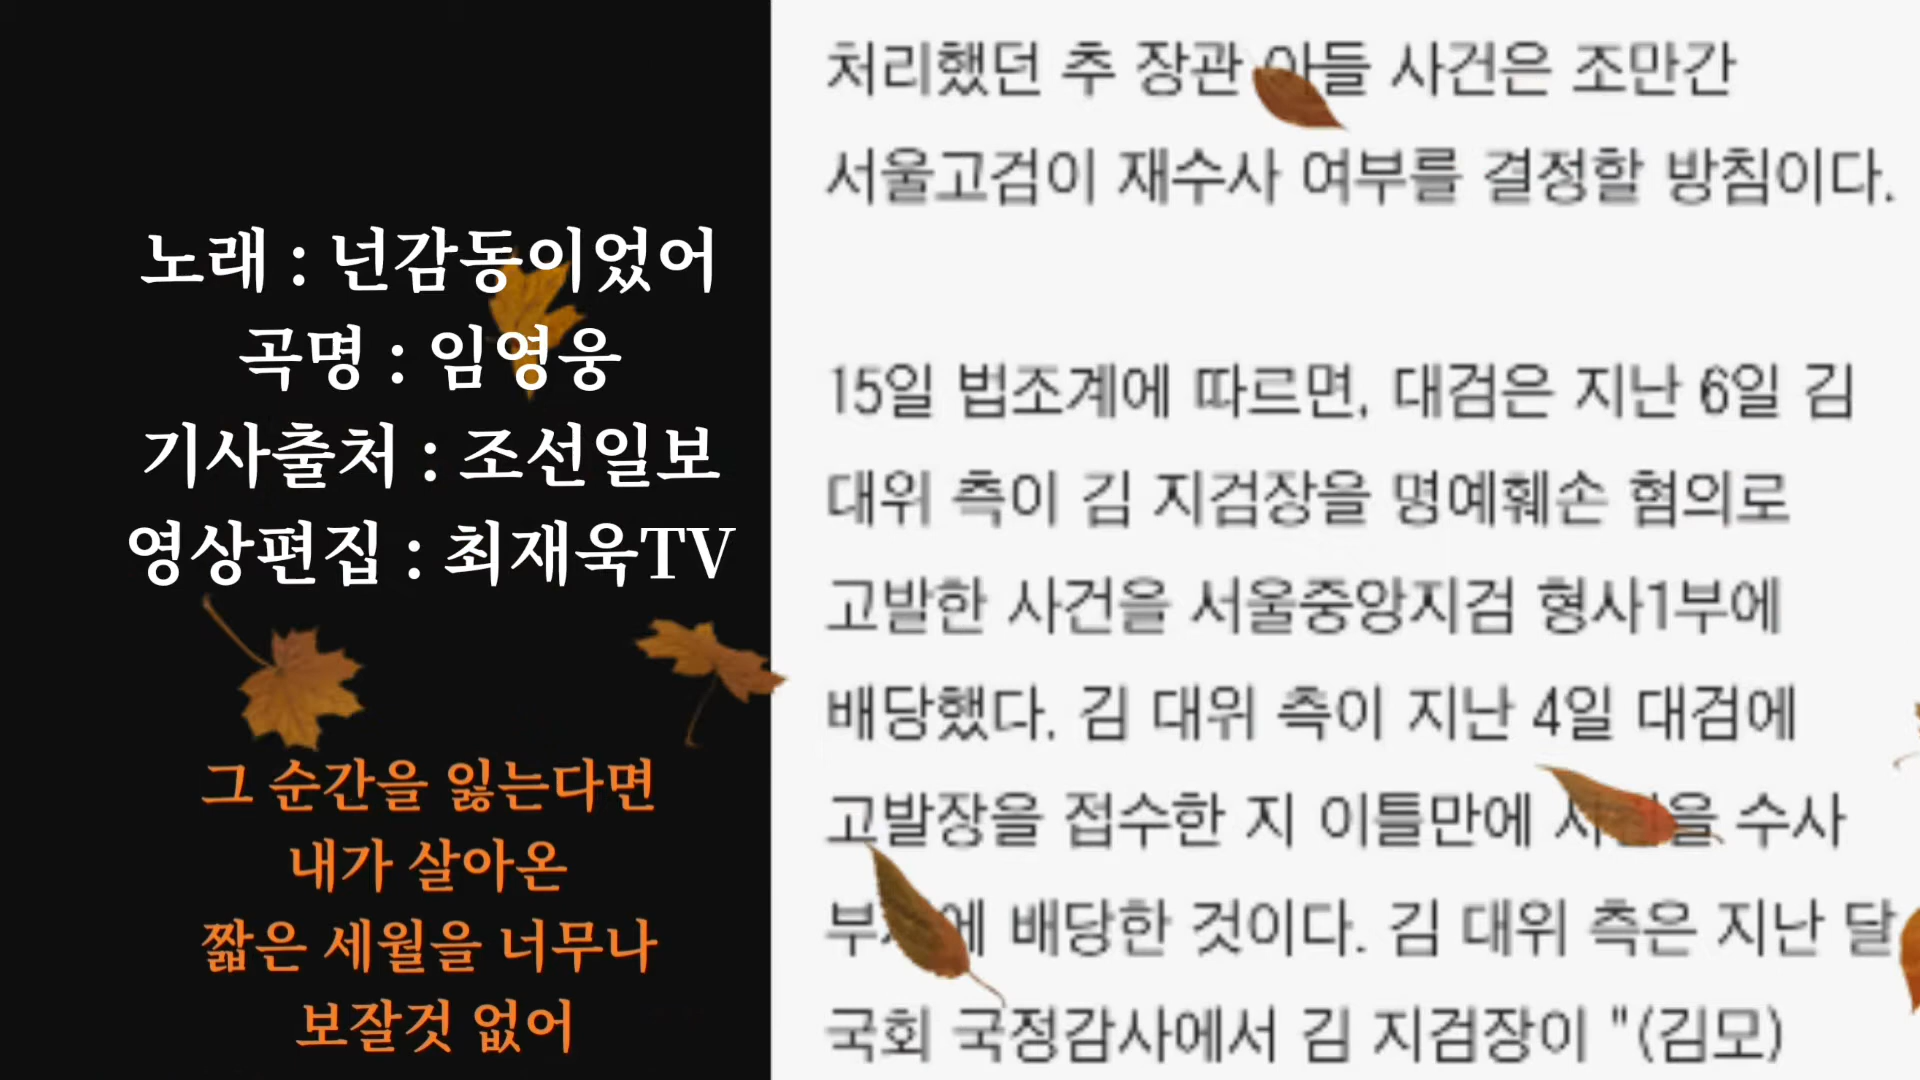 노래 : 넌감동이었어
곡명 : 임영웅
기사출처 : 조선일보
영상편집 : 최재욱TV
그 순간을 잃는다면
내가 살아온
짧은 세월을 너무나
보잘것 없어
처리했던 추 장관 아들 사건은 조만간
서울고검이 재수사 여부를 결정할 방침이다.
15일 법조계에 따르면, 대검은 지난 6일 김
대위 측이 김 지검장을 명예훼손 혐의로
고발한 사건을 서울중앙지검 형사1부에
배당했다. 김 대위 측이 지난 4일 대검에
고발장을 접수한 지 이틀만에 수사
배당한 것이다. 김 대위 측은 지난 달
국회 국정감사에서 김 지검장이 "(김모)